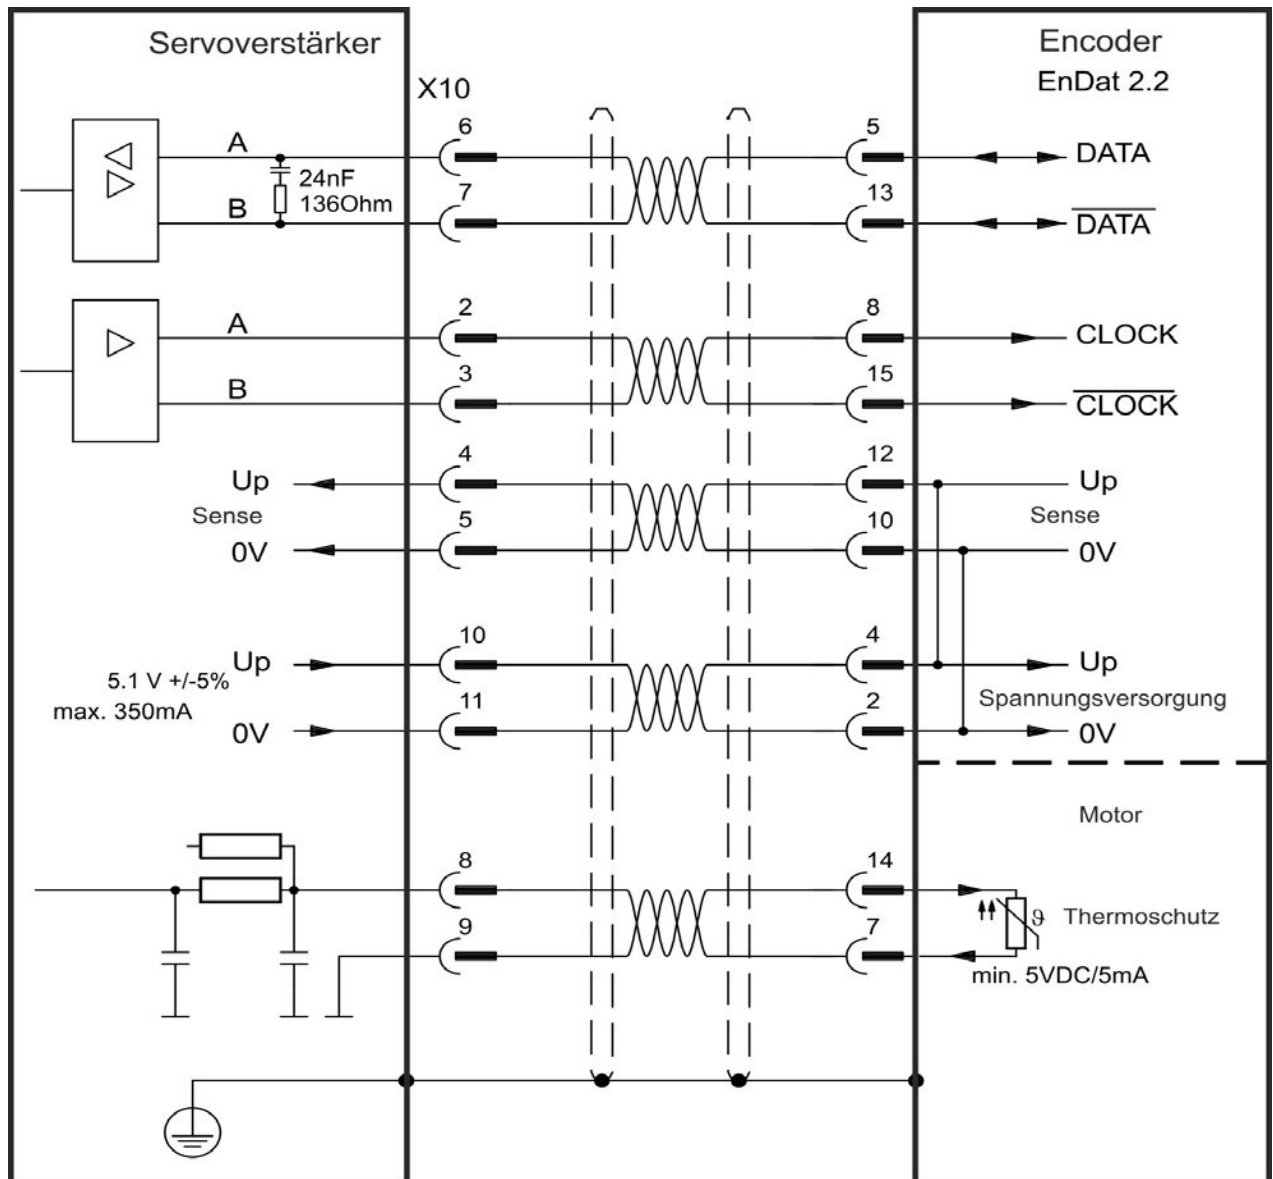 Servoverstärker
Encoder
EnDat 2.2
X10
A
6
5
DATA
24nF
136Ohm
B
7
13
DATA
A
2
8
CLOCK
B
3
15
CLOCK
Up
4
12
Up
Sense
Sense
0V
5
10
0V
Up
10
4
Up
5.1 V +/-5%
max. 350mA
Spannungsversorgung
0V
11
2
0V
Motor
8
14
ϑ
Thermoschutz
9
7
min. 5VDC/5mA